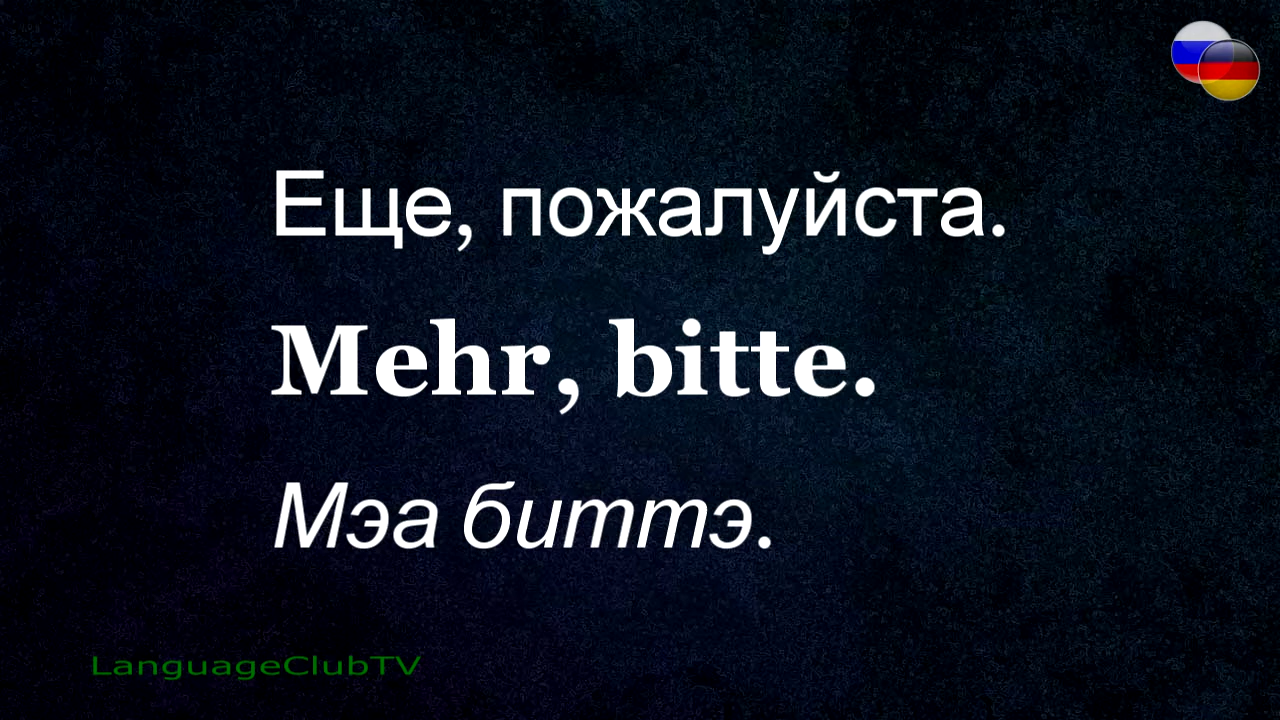 Еще, пожалуйста.
Mehr, bitte.
Мэа биттэ.
LanguageClubTV